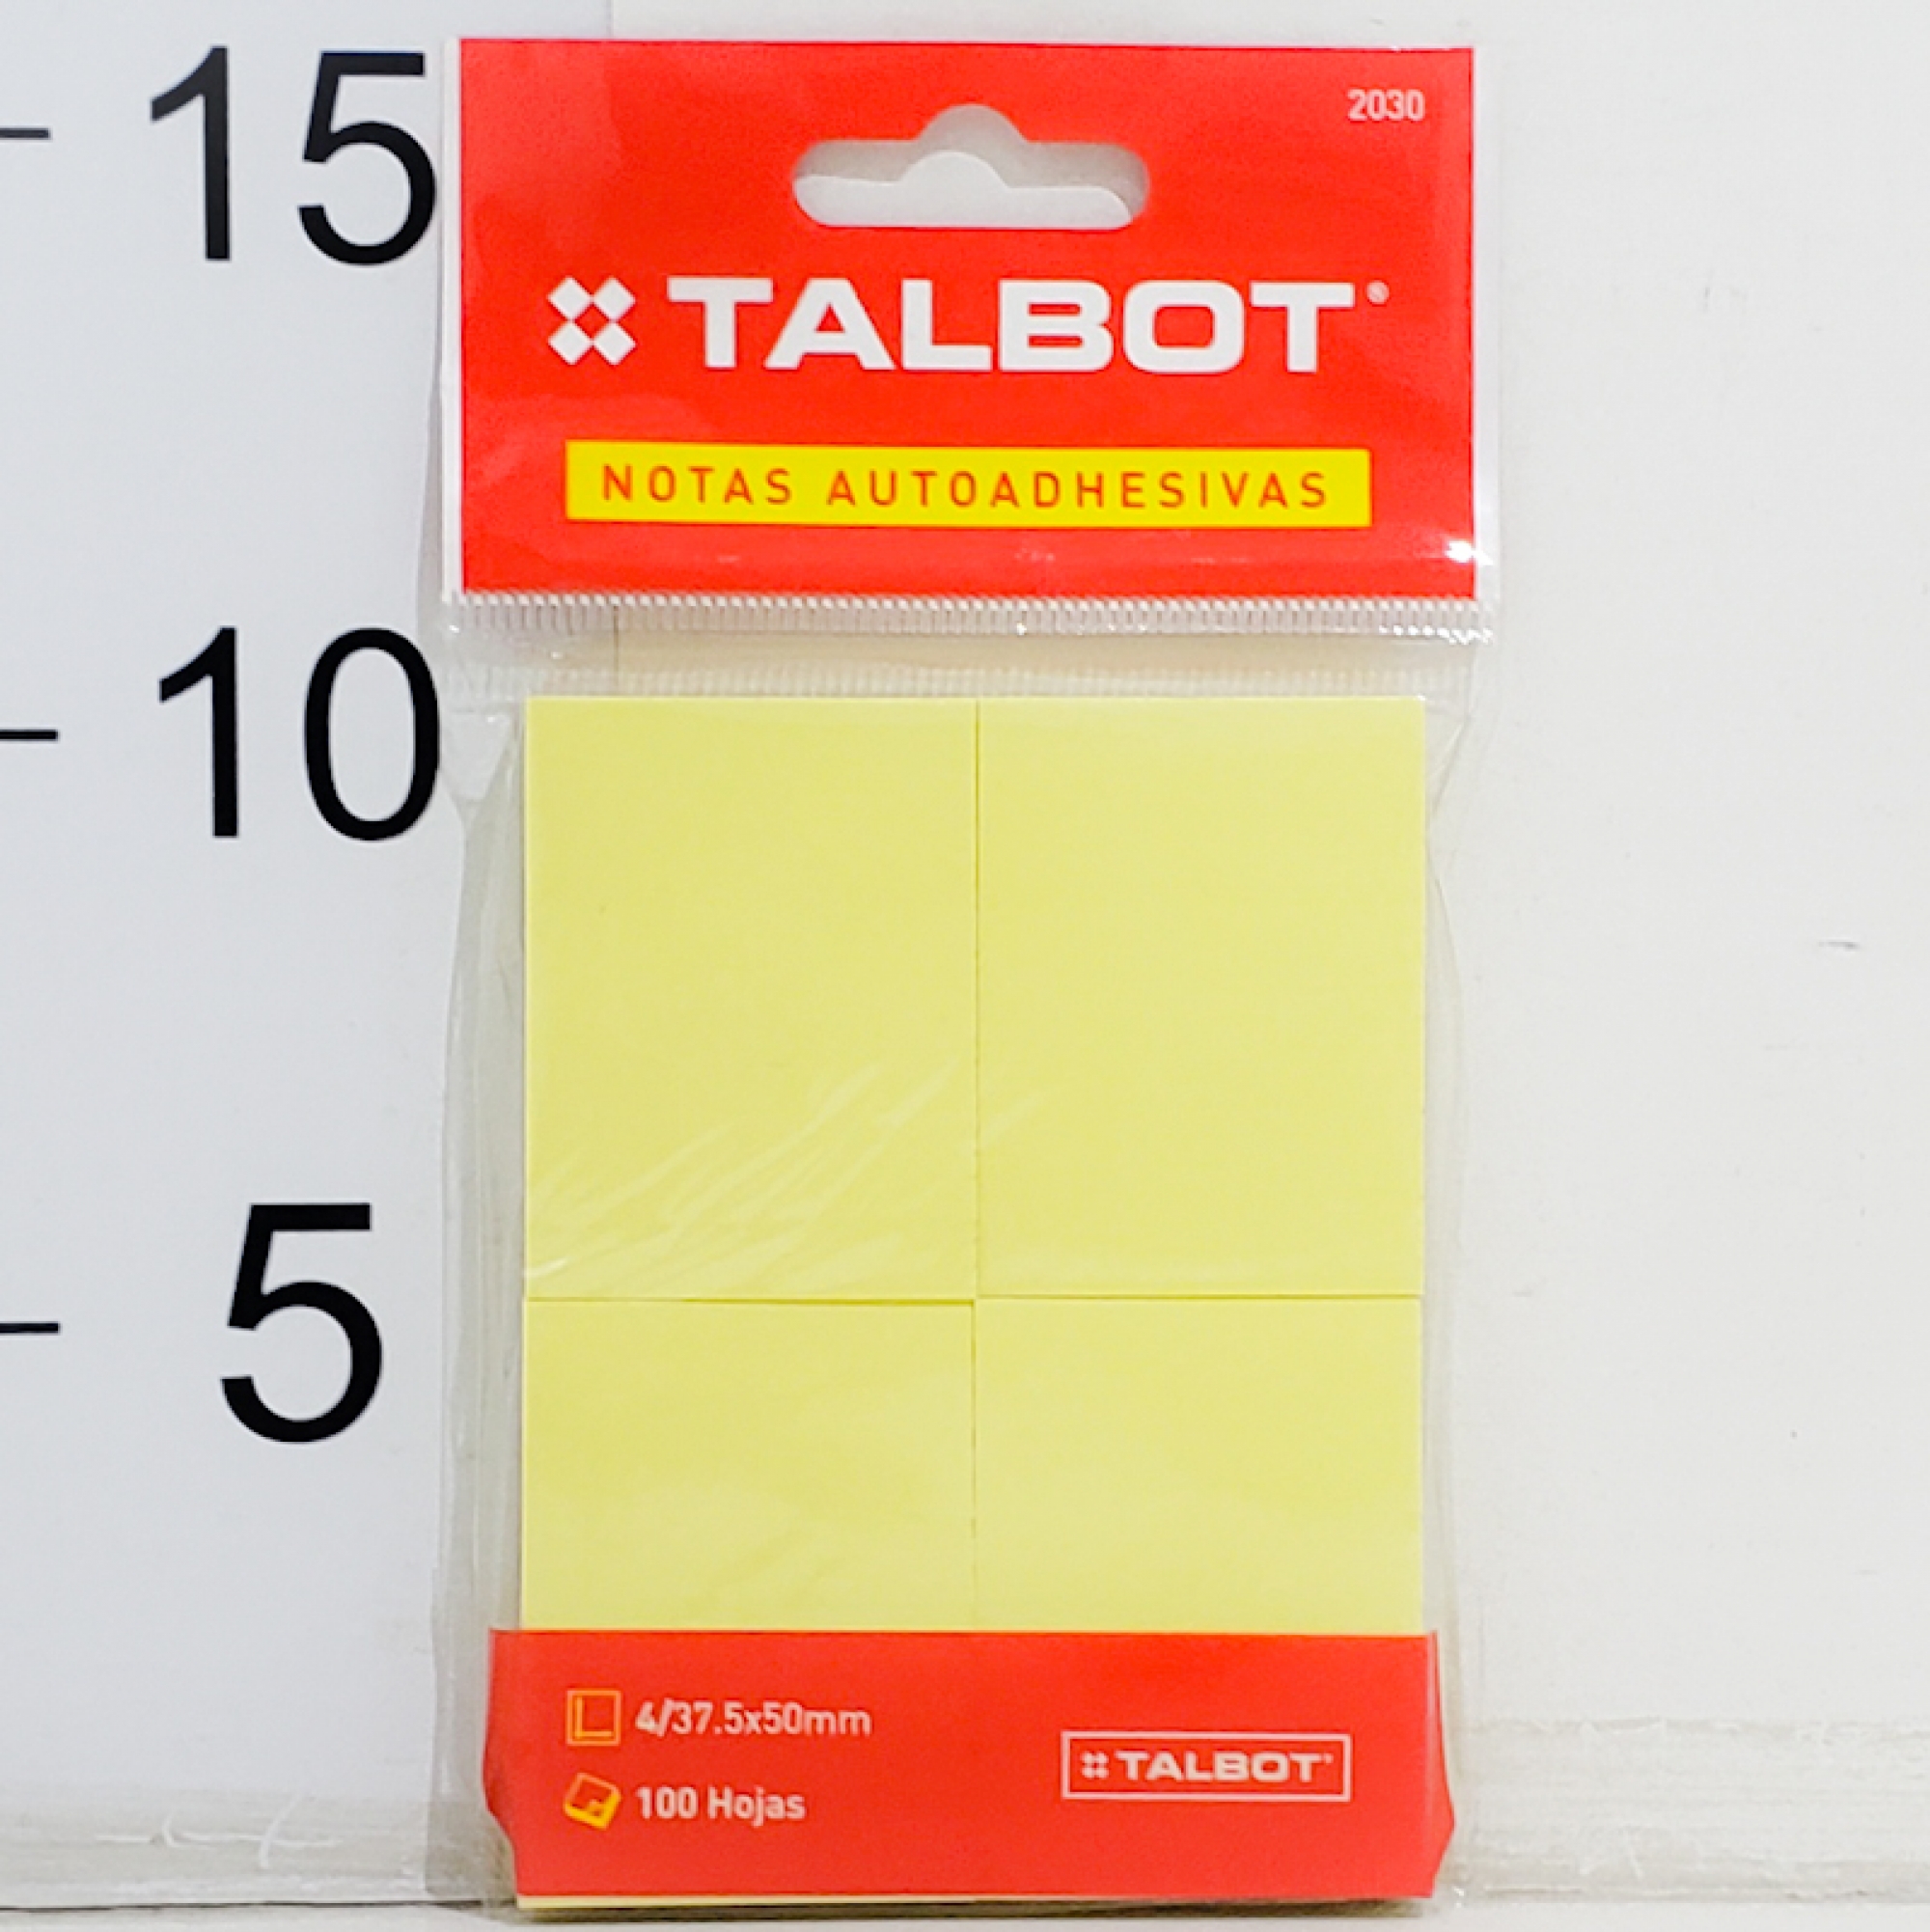 15
2030
TALBOT®
NOTAS AUTOADHESIVAS
10
5
4/37.5x50mm
100 Hojas
TALBOT